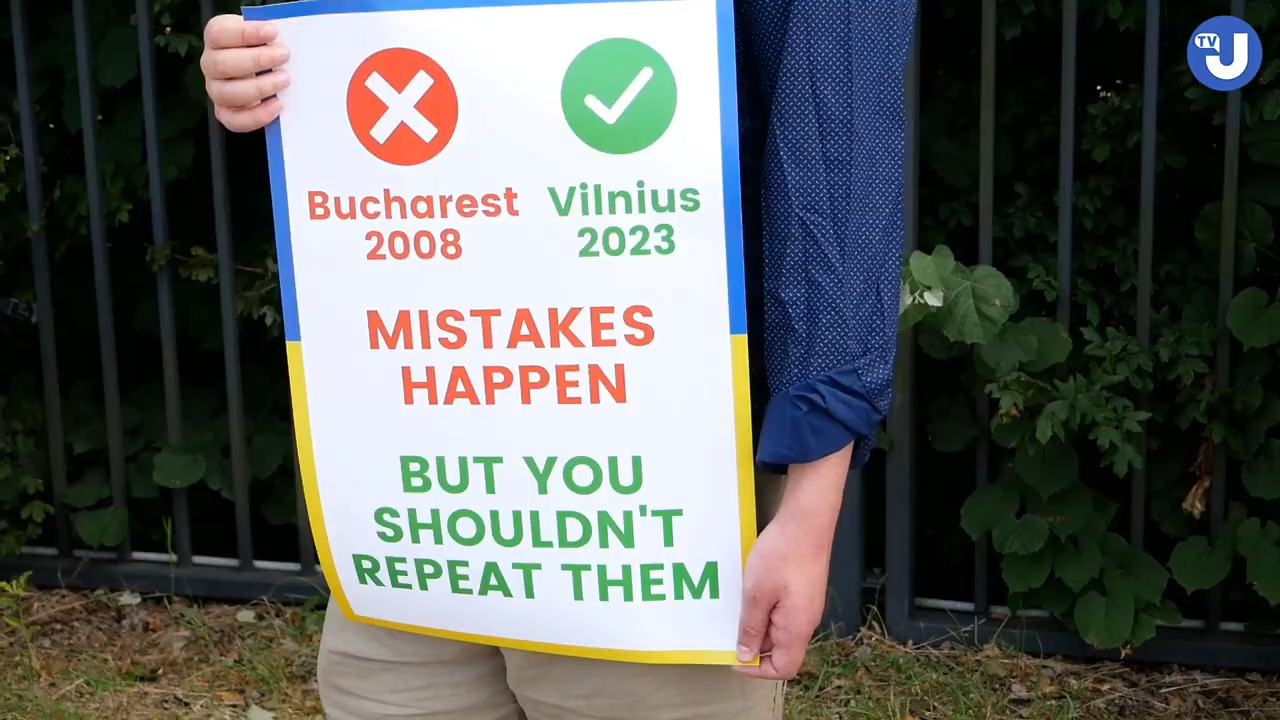 TV
U
Bucharest
2008
Vilnius
2023
MISTAKES
HAPPEN
BUT YOU
SHOULDN'T
REPEAT THEM